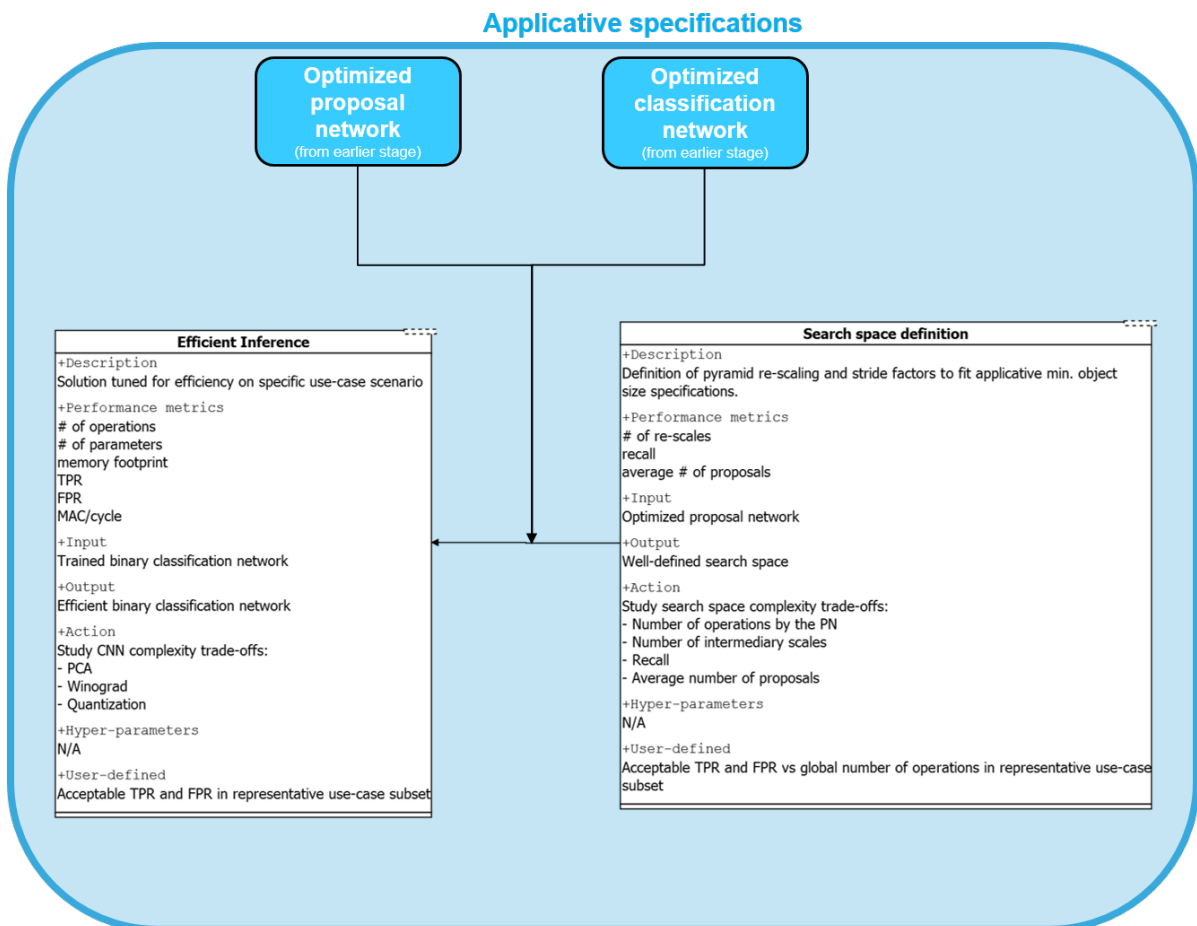 Applicative specifications
Optimized
proposal
network
(from earlier stage)
Optimized
classification
network
(from earlier stage)
Efficient Inference
+Description
Solution tuned for efficiency on specific use-case scenario
+Performance metrics
# of operations
# of parameters
memory footprint
TPR
FPR
MAC/cycle
+Input
Trained binary classification network
+Output
Efficient binary classification network
+Action
Study CNN complexity trade-offs:
- PCA
- Winograd
- Quantization
+Hyper-parameters
N/A
+User-defined
Acceptable TPR and FPR in representative use-case subset
Search space definition
+Description
Definition of pyramid re-scaling and stride factors to fit applicative min. object
size specifications.
+Performance metrics
# of re-scales
recall
average # of proposals
+Input
Optimized proposal network
+Output
Well-defined search space
+Action
Study search space complexity trade-offs:
- Number of operations by the PN
- Number of intermediary scales
- Recall
- Average number of proposals
+Hyper-parameters
N/A
+User-defined
Acceptable TPR and FPR vs global number of operations in representative use-case
subset